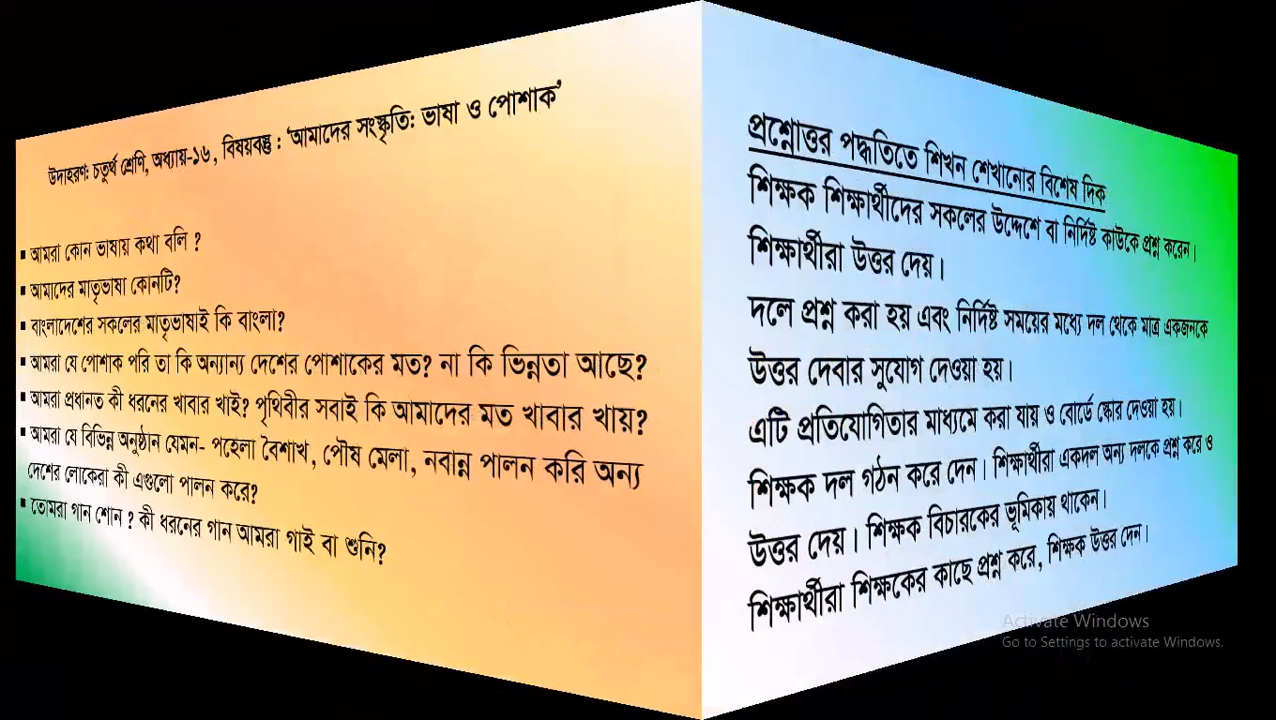 উদাহরণ: চতুর্থ শ্রেণি, অধ্যায়-১৬, বিষয়বস্তু : 'আমাদের সংস্কৃতি: ভাষা ও পোশাক'
▪ আমরা কোন ভাষায় কথা বলি ?
▪ আমাদের মাতৃভাষা কোনটি?
▪ বাংলাদেশের সকলের মাতৃভাষাই কি বাংলা?
▪ আমরা যে পোশাক পরি তা কি অন্যান্য দেশের পোশাকের মত? না কি ভিন্নতা আছে?
▪ আমরা প্রধানত কী ধরনের খাবার খাই? পৃথিবীর সবাই কি আমাদের মত খাবার খায়?
▪ আমরা যে বিভিন্ন অনুষ্ঠান যেমন- পহেলা বৈশাখ, পৌষ মেলা, নবান্ন পালন করি অন্য
দেশের লোকেরা কী এগুলো পালন করে?
▪ তোমরা গান শোন ? কী ধরনের গান আমরা গাই বা শুনি?
প্রশ্নোত্তর পদ্ধতিতে শিখন শেখানোর বিশেষ দিক
শিক্ষক শিক্ষার্থীদের সকলের উদ্দেশে বা নির্দিষ্ট কাউকে প্রশ্ন করেন।
শিক্ষার্থীরা উত্তর দেয়।
দলে প্রশ্ন করা হয় এবং নির্দিষ্ট সময়ের মধ্যে দল থেকে মাত্র একজনকে
উত্তর দেবার সুযোগ দেওয়া হয়।
এটি প্রতিযোগিতার মাধ্যমে করা যায় ও বোর্ডে স্কোর দেওয়া হয়।
শিক্ষক দল গঠন করে দেন। শিক্ষার্থীরা একদল অন্য দলকে প্রশ্ন করে ও
উত্তর দেয়। শিক্ষক বিচারকের ভূমিকায় থাকেন।
শিক্ষার্থীরা শিক্ষকের কাছে প্রশ্ন করে, শিক্ষক উত্তর দেন।
Activate Windows
Go to Settings to activate Windows.